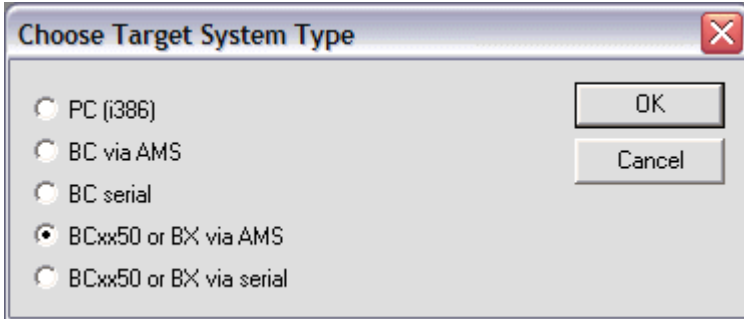 Choose Target System Type
PC (i386)
OK
BC via AMS
Cancel
BC serial
BCxx50 or BX via AMS
BCxx50 or BX via serial